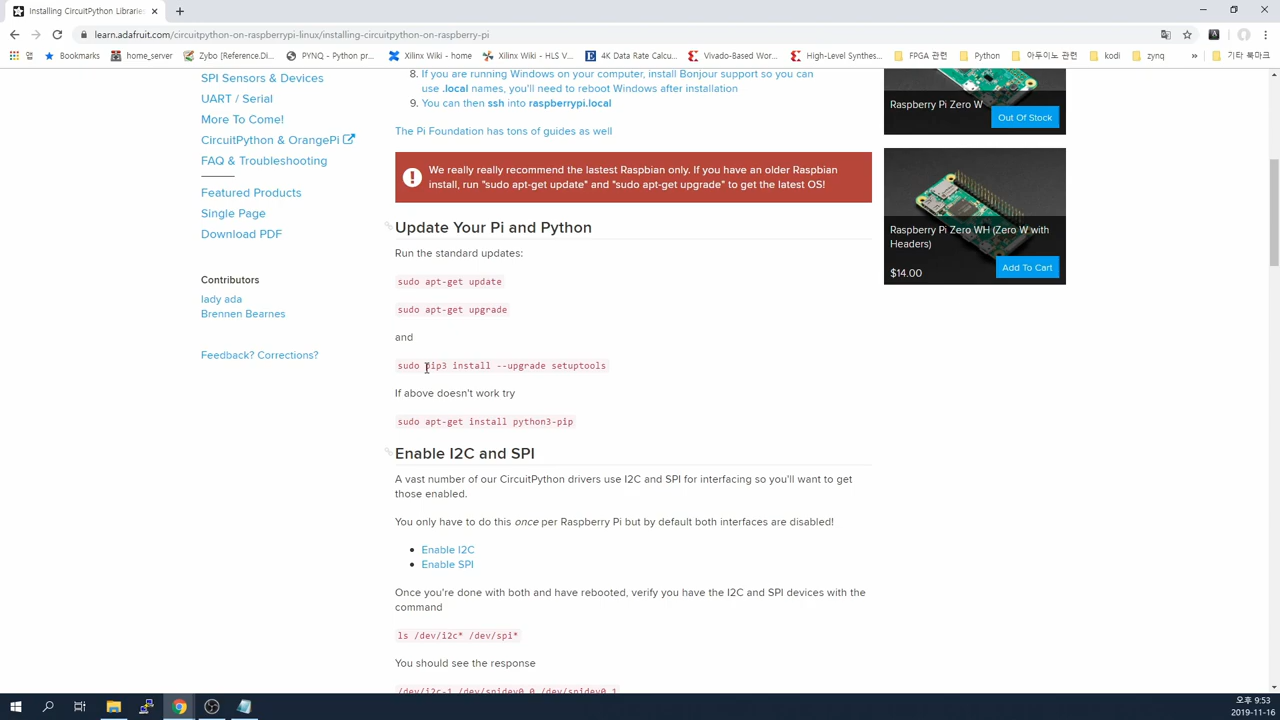 Installing CircuitPython Libraries
learn.adafruit.com/circuitpython-on-raspberrypi-linux/installing-circuitpython-on-raspberry-pi
앱
Bookmarks
home_server
Zybo [Reference.Di...
PYNQ - Python pr...
Xilinx Wiki - home
Xilinx Wiki - HLS V...
4K Data Rate Calcu...
Vivado-Based Wor...
High-Level Synthes...
FPGA 관련
Python
아두이노 관련
kodi
zynq
»
기타 북마크
SPI Sensors & Devices
UART / Serial
More To Come!
CircuitPython & OrangePi
FAQ & Troubleshooting
Featured Products
Single Page
Download PDF
Contributors
lady ada
Brennen Bearnes
Feedback? Corrections?
8. If you are running Windows on your computer, install Bonjour support so you can
use .local names, you'll need to reboot Windows after installation
9. You can then ssh into raspberrypi.local
The Pi Foundation has tons of guides as well
We really really recommend the lastest Raspbian only. If you have an older Raspbian
install, run "sudo apt-get update" and "sudo apt-get upgrade" to get the latest OS!
Update Your Pi and Python
Run the standard updates:
sudo apt-get update
sudo apt-get upgrade
and
sudo pip3 install --upgrade setuptools
If above doesn't work try
sudo apt-get install python3-pip
Enable I2C and SPI
A vast number of our CircuitPython drivers use I2C and SPI for interfacing so you'll want to get
those enabled.
You only have to do this once per Raspberry Pi but by default both interfaces are disabled!
Enable I2C
Enable SPI
Once you're done with both and have rebooted, verify you have the I2C and SPI devices with the
command
ls /dev/i2c* /dev/spi*
You should see the response
/dev/i2c-1 /dev/spidev0.0 /dev/spidev0.1
Raspberry Pi Zero W
Out Of Stock
Raspberry Pi Zero WH (Zero W with
Headers)
$14.00
Add To Cart
오후 9:53
2019-11-16